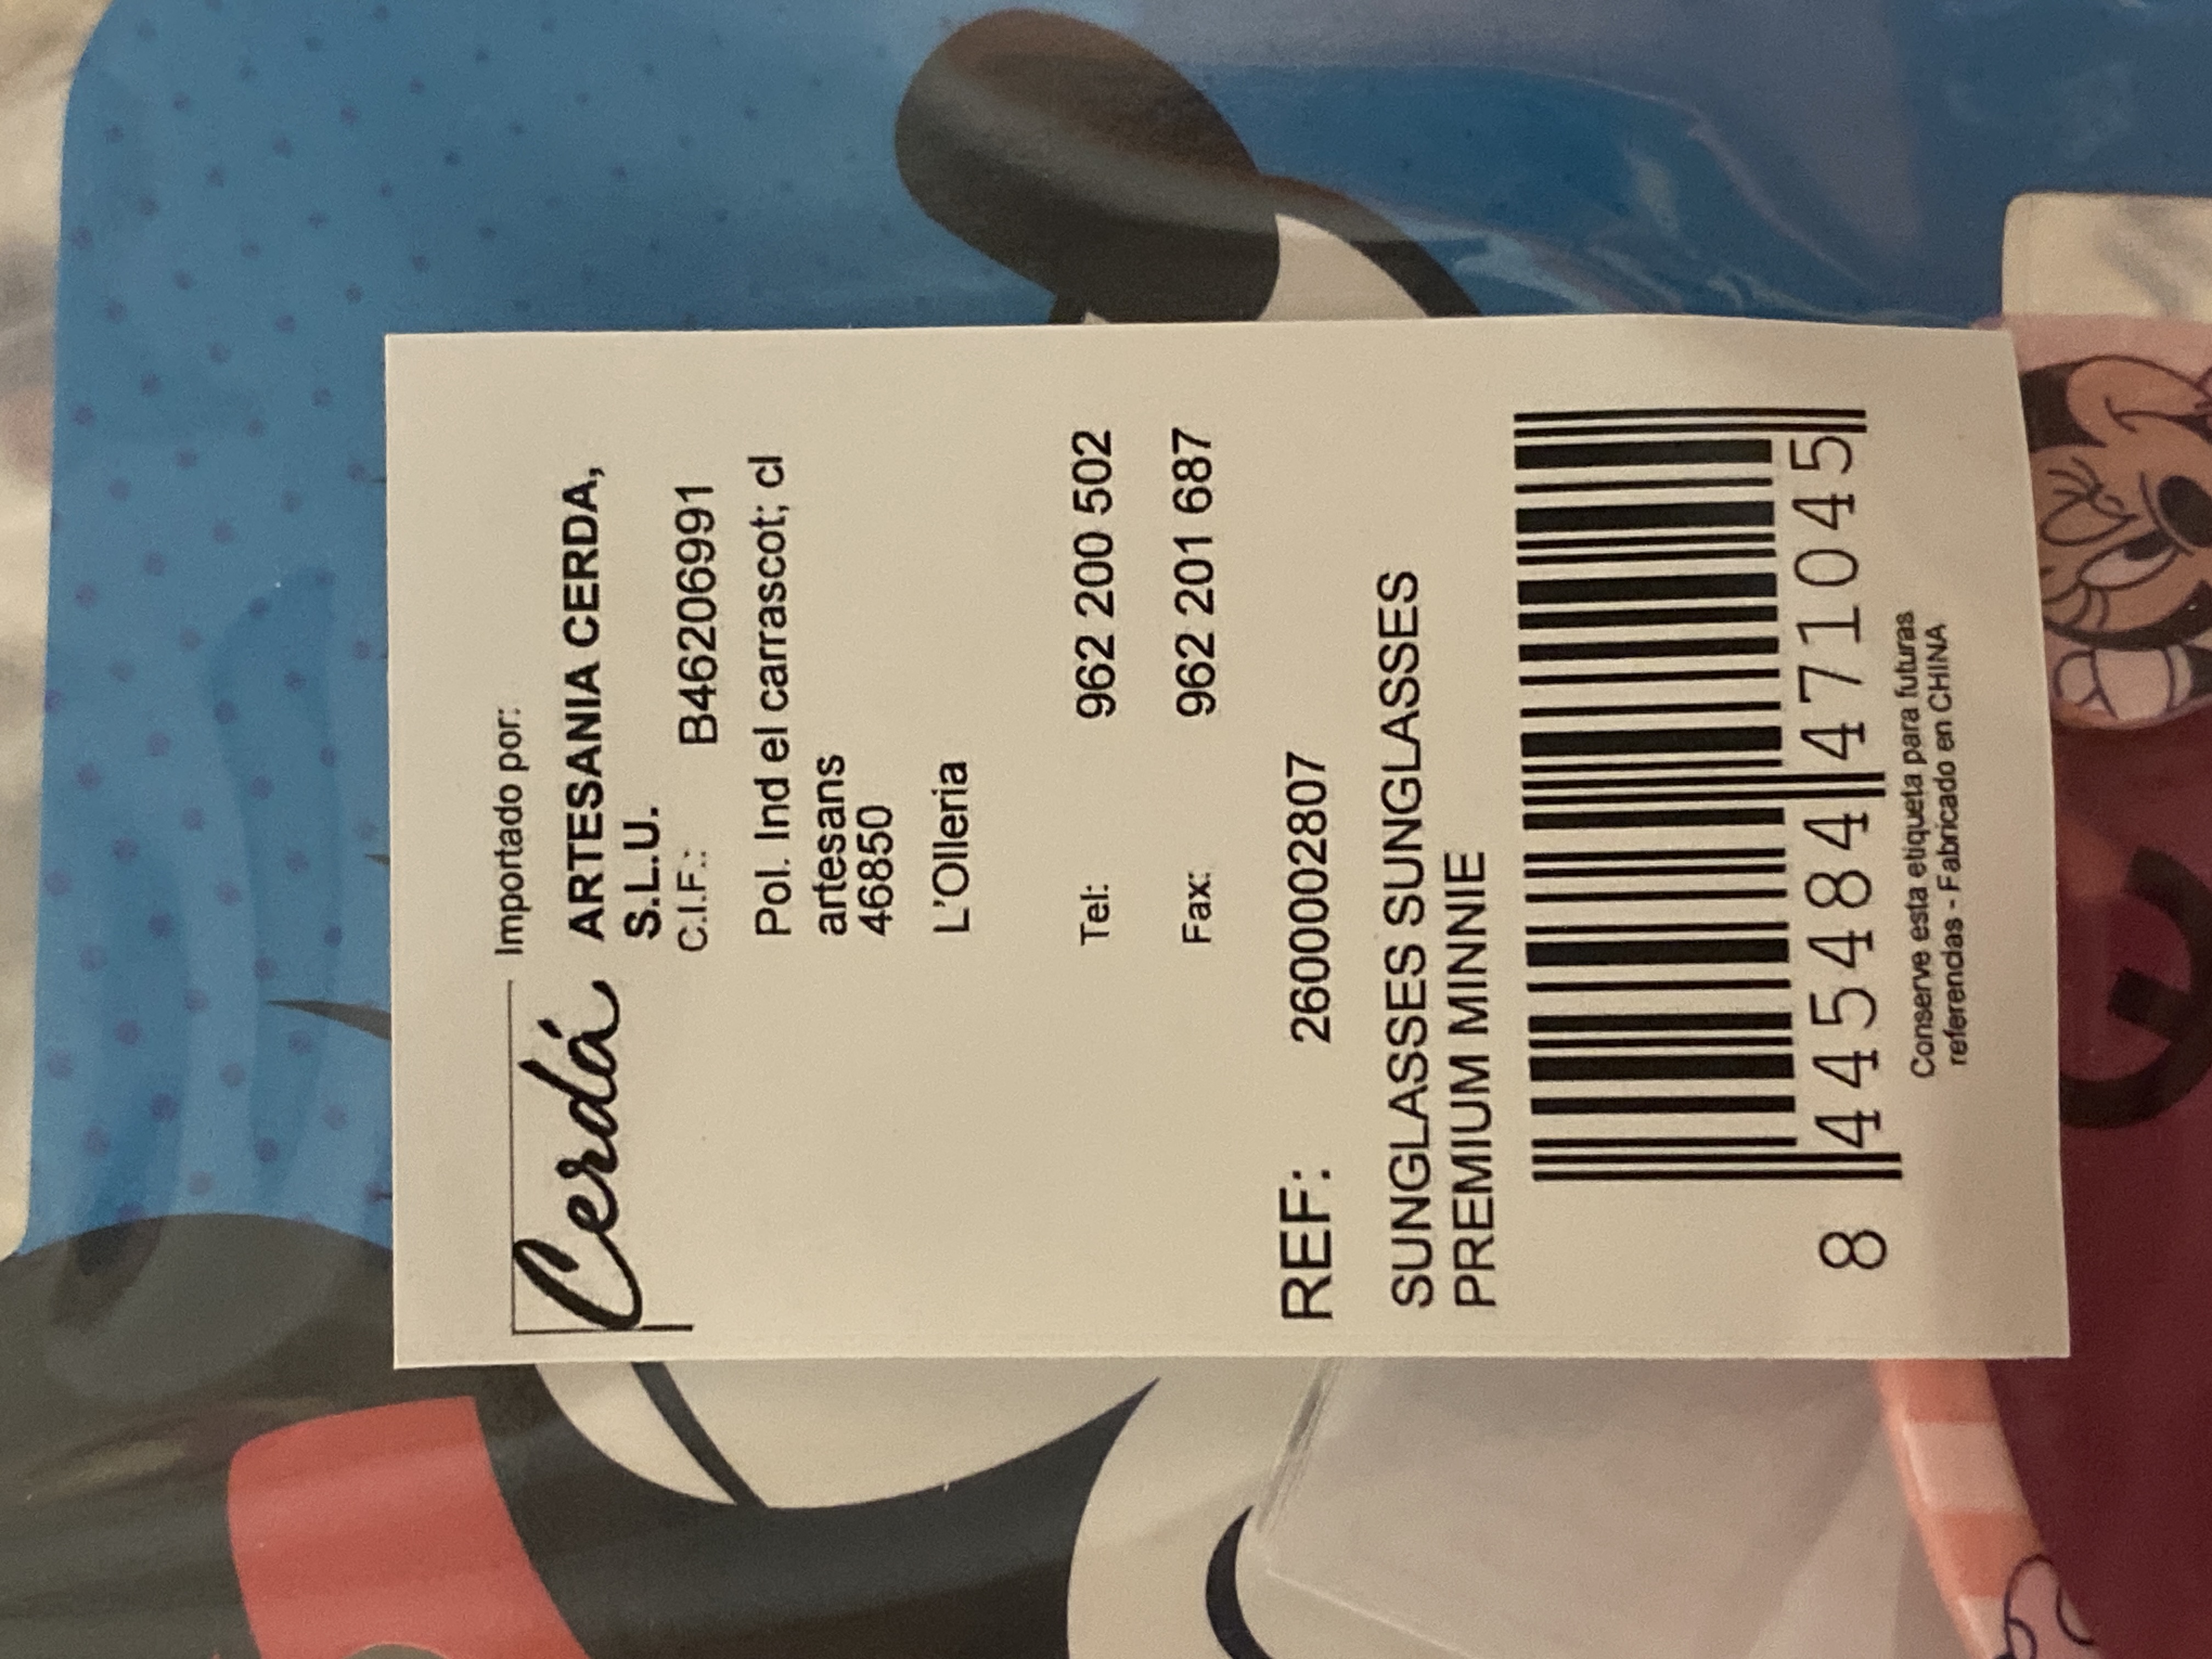 Cerdá
Importado por:
ARTESANIA CERDA,
S.L.U.
C.I.F.: B46206991
Pol. Ind el carrascot; cl
artesans
46850
L'Olleria
Tel: 962 200 502
Fax: 962 201 687
REF: 2600002807
SUNGLASSES SUNGLASSES
PREMIUM MINNIE
8 445484 471045
Conserve esta etiqueta para futuras
referencias - Fabricado en CHINA